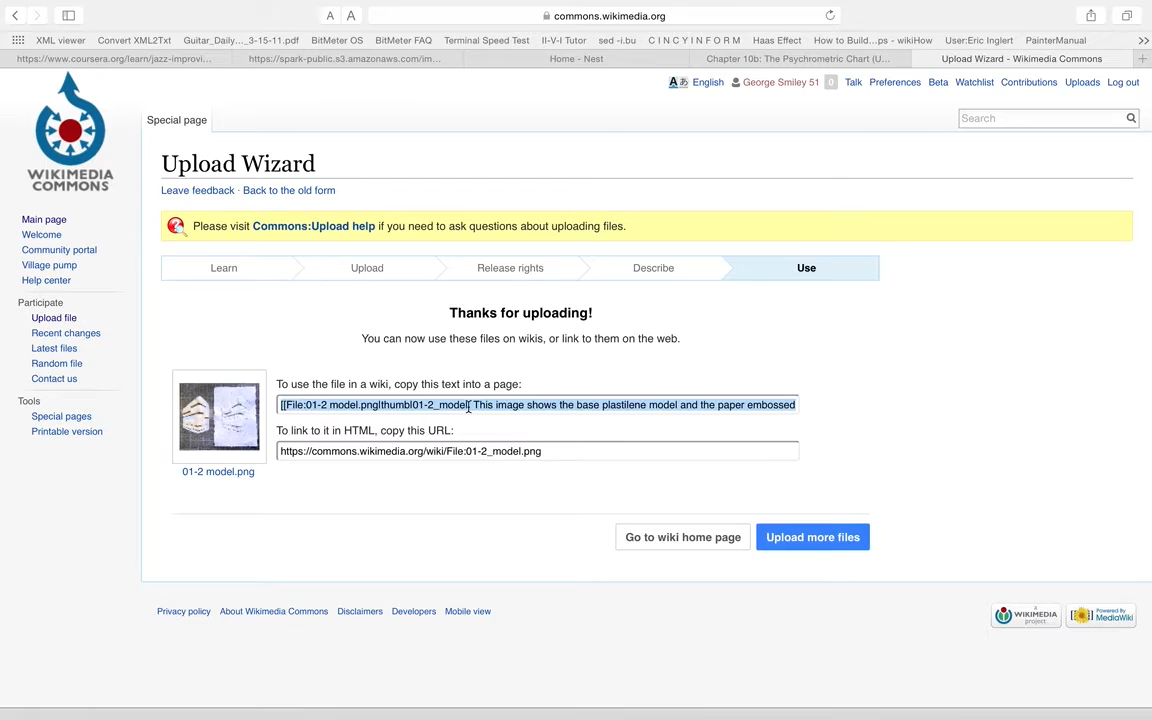 A A
commons.wikimedia.org
XML viewer Convert XML2Txt Guitar_Daily...._3-15-11.pdf BitMeter OS BitMeter FAQ Terminal Speed Test II-V-I Tutor sed -i.bu C I N C Y I N F O R M Haas Effect How to Build...ps - wikiHow User:Eric Inglert PainterManual
https://www.coursera.org/learn/jazz-improvi... https://spark-public.s3.amazonaws.com/im... Home - Nest Chapter 10b: The Psychrometric Chart (U... Upload Wizard - Wikimedia Commons
English George Smiley 51 0 Talk Preferences Beta Watchlist Contributions Uploads Log out
Special page
Search
WIKIMEDIA
COMMONS
Upload Wizard
Leave feedback · Back to the old form
Main page
Welcome
Community portal
Village pump
Help center
Participate
Upload file
Recent changes
Latest files
Random file
Contact us
Tools
Special pages
Printable version
Please visit Commons:Upload help if you need to ask questions about uploading files.
Learn Upload Release rights Describe Use
Thanks for uploading!
You can now use these files on wikis, or link to them on the web.
To use the file in a wiki, copy this text into a page:
[[File:01-2 model.png|thumb|01-2_model] This image shows the base plastilene model and the paper embossed
To link to it in HTML, copy this URL:
https://commons.wikimedia.org/wiki/File:01-2_model.png
01-2 model.png
Go to wiki home page Upload more files
Privacy policy About Wikimedia Commons Disclaimers Developers Mobile view
A WIKIMEDIA project
Powered By MediaWiki